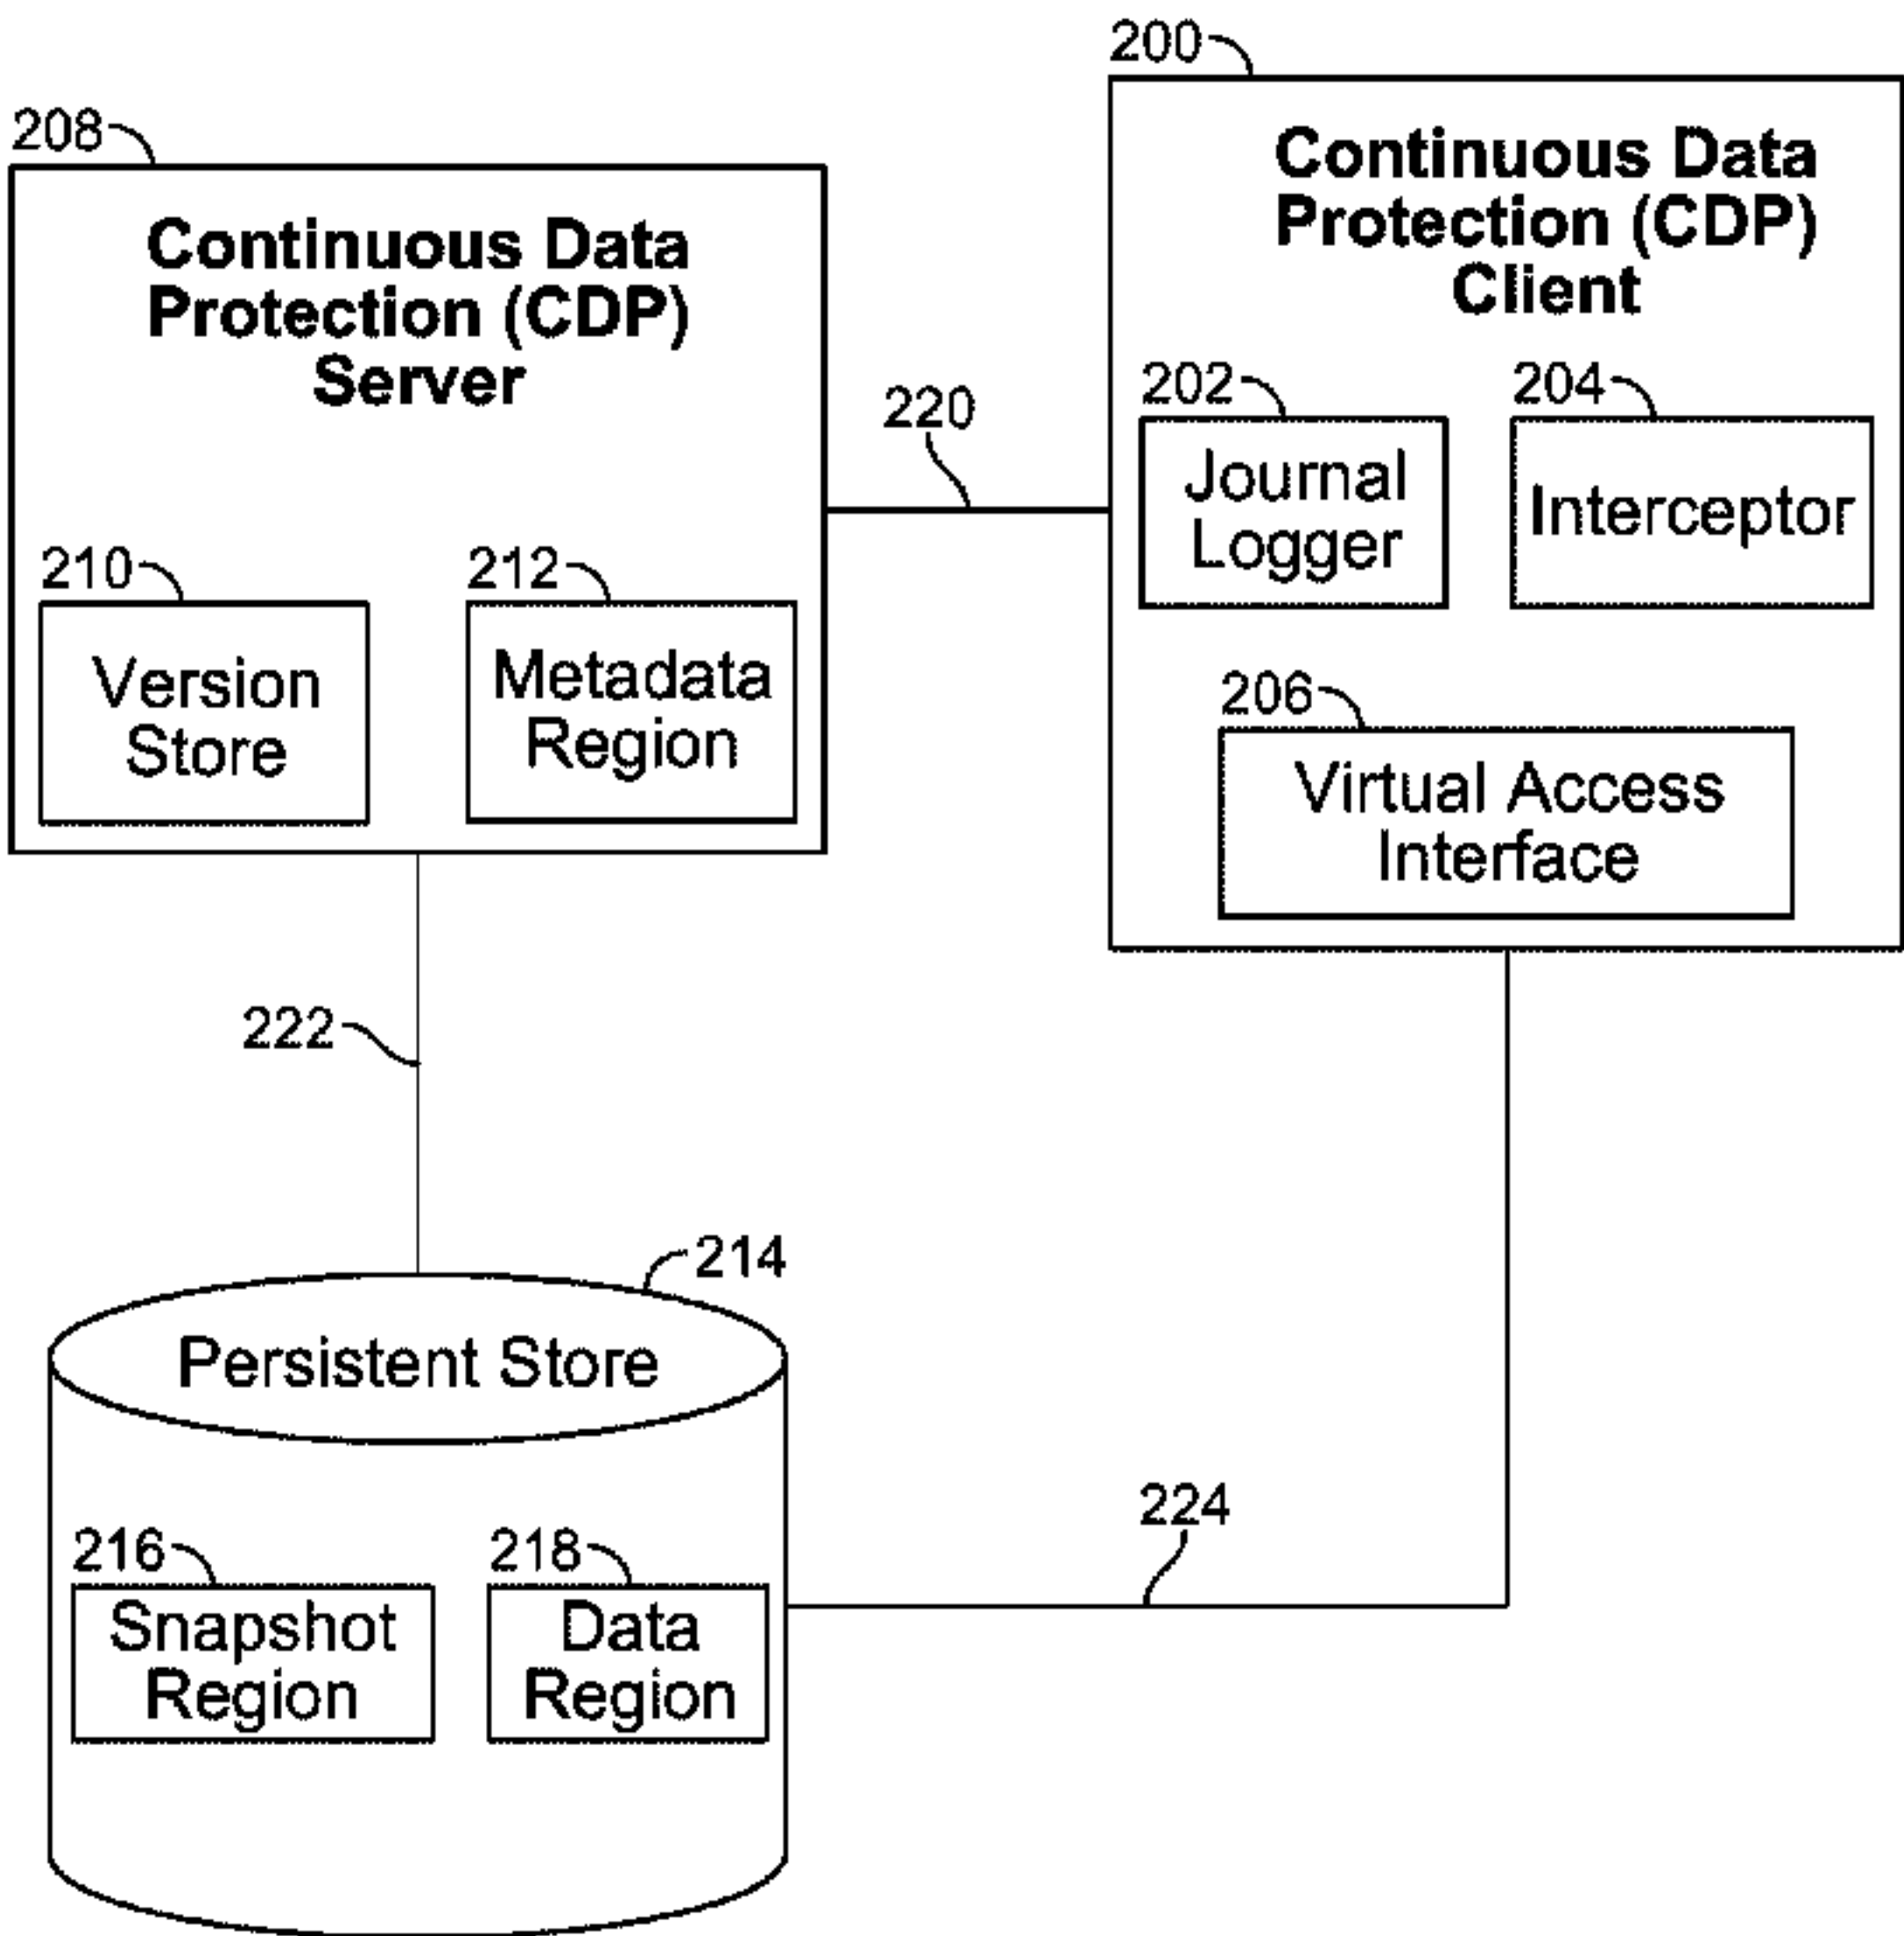 200
Continuous Data
Protection (CDP)
Client
202
Journal
Logger
204
Interceptor
206
Virtual Access
Interface
208
Continuous Data
Protection (CDP)
Server
210
Version
Store
212
Metadata
Region
220
222
214
Persistent Store
216
Snapshot
Region
218
Data
Region
224